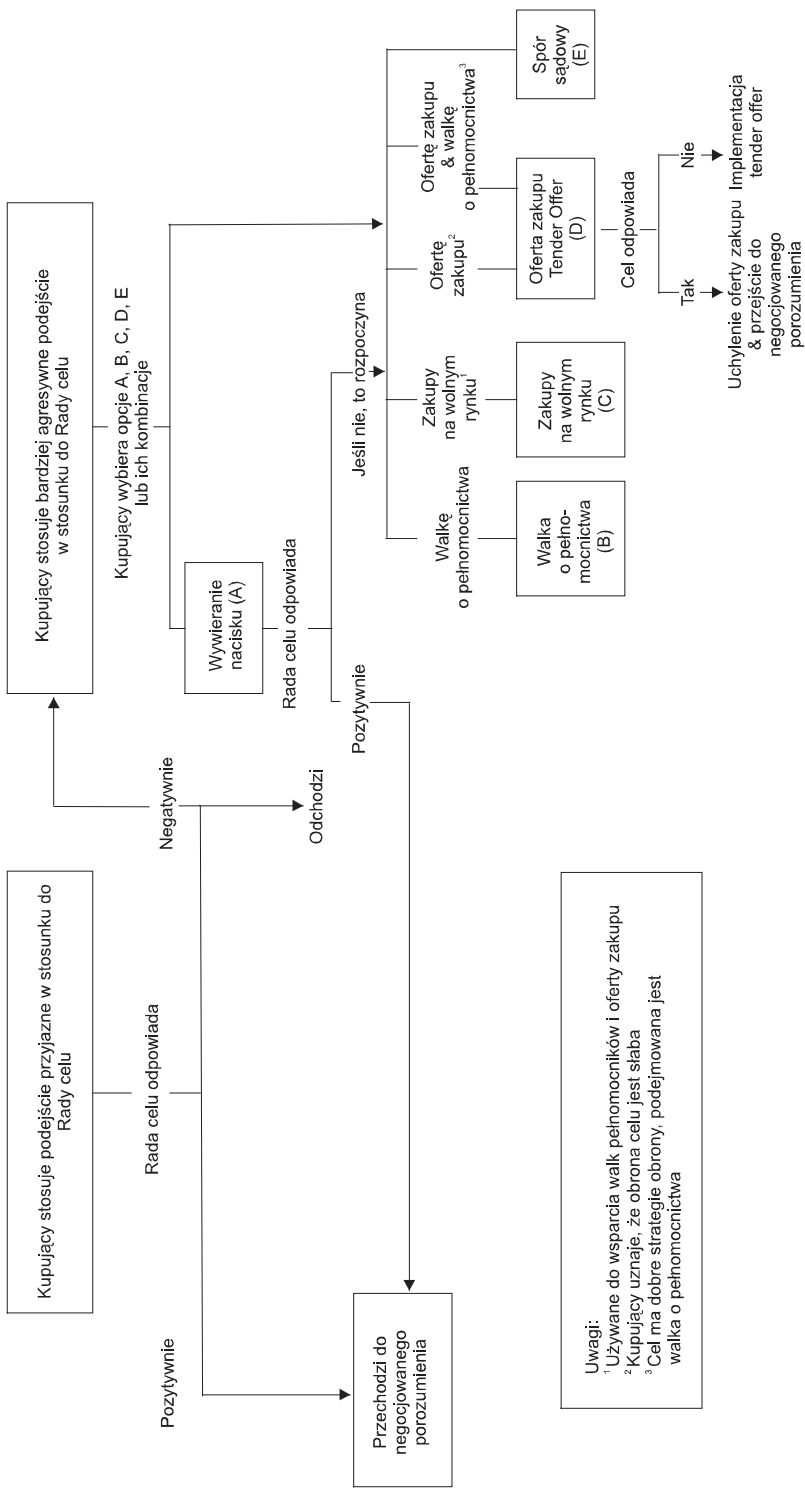 Kupujący stosuje podejście przyjazne w stosunku do
Rady celu
Rada celu odpowiada
Pozytywnie
Negatywnie
Odchodzi
Przechodzi do
negocjowanego
porozumienia
Kupujący stosuje bardziej agresywne podejście
w stosunku do Rady celu
Kupujący wybiera opcje A, B, C, D, E
lub ich kombinacje
Wywieranie
nacisku (A)
Rada celu odpowiada
Pozytywnie
Jeśli nie, to rozpoczyna
Walkę
o pełnomocnictwa
Zakupy
na wolnym
rynku¹
Ofertę
zakupu²
Ofertę zakupu
& walkę
o pełnomocnictwa³
Walka
o pełno-
mocnictwa
(B)
Zakupy
na wolnym
rynku
(C)
Oferta zakupu
Tender Offer
(D)
Spór
sądowy
(E)
Cel odpowiada
Tak
Nie
Uchylenie oferty zakupu
& przejście do
negocjowanego
porozumienia
Implementacja
tender offer
Uwagi:
¹ Używane do wsparcia walk pełnomocników i oferty zakupu
² Kupujący uznaje, że obrona celu jest słaba
³ Cel ma dobre strategie obrony, podejmowana jest
walka o pełnomocnictwa